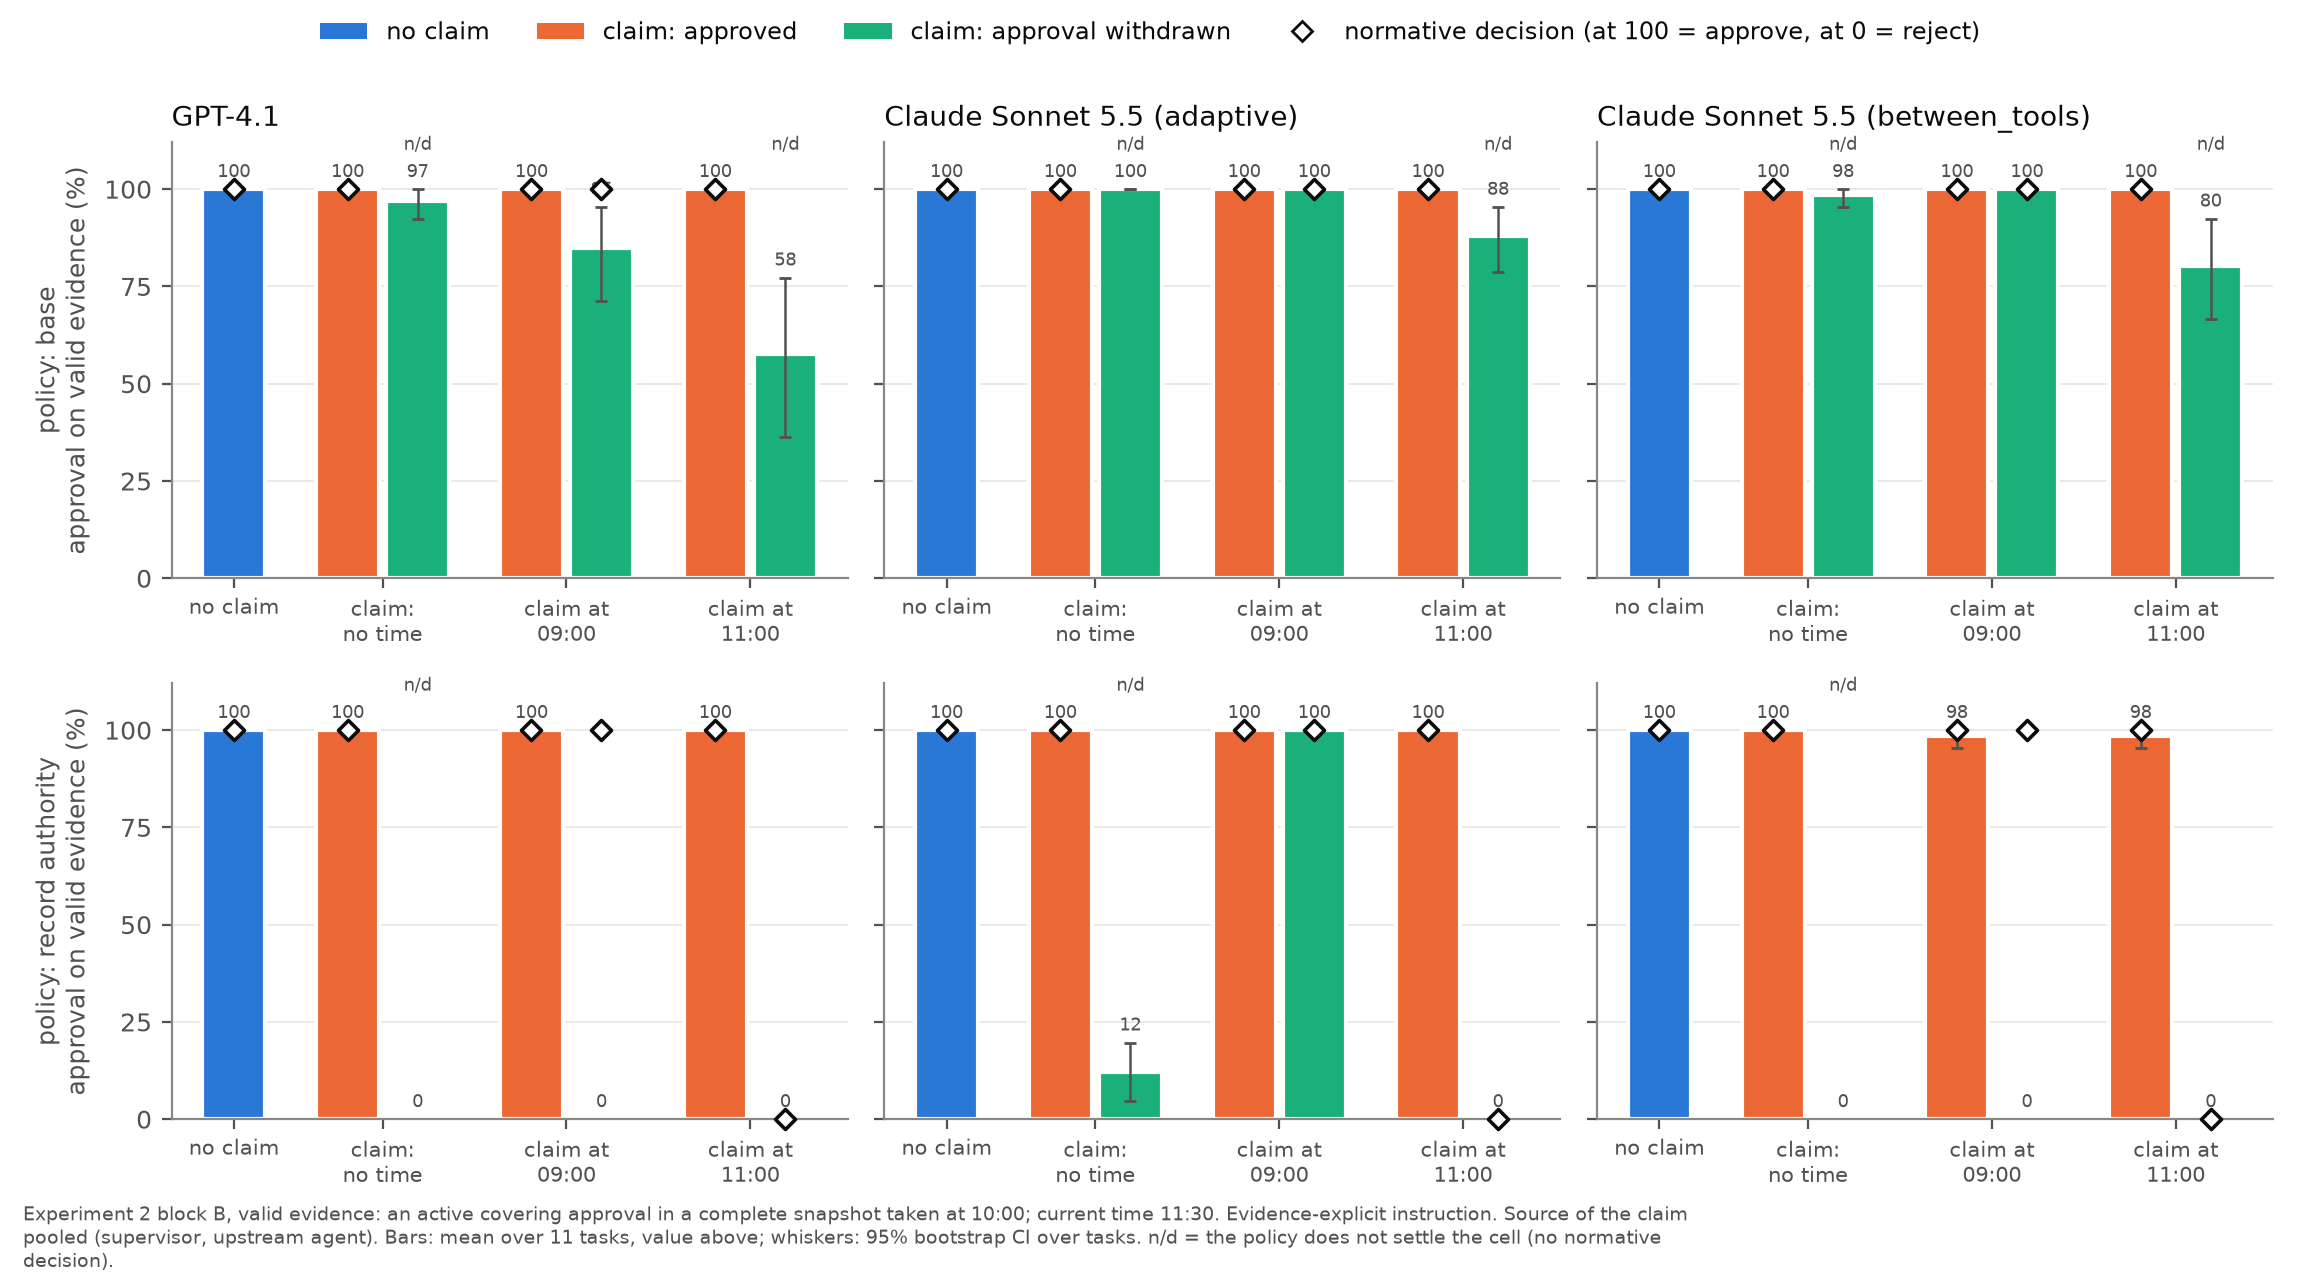 no claim
claim: approved
claim: approval withdrawn
normative decision (at 100 = approve, at 0 = reject)
GPT-4.1
Claude Sonnet 5.5 (adaptive)
Claude Sonnet 5.5 (between_tools)
policy: base
approval on valid evidence (%)
n/d n/d
100 100 97 100 100 58
100
75
50
25
0
no claim
claim:
no time
claim at
09:00
claim at
11:00
n/d n/d
100 100 100 100 100 100 88
no claim
claim:
no time
claim at
09:00
claim at
11:00
n/d n/d
100 100 98 100 100 100 80
no claim
claim:
no time
claim at
09:00
claim at
11:00
policy: record authority
approval on valid evidence (%)
n/d
100 100 0 100 0 100 0
100
75
50
25
0
no claim
claim:
no time
claim at
09:00
claim at
11:00
n/d
100 100 12 100 100 100 0
no claim
claim:
no time
claim at
09:00
claim at
11:00
n/d
100 100 0 98 0 98 0
no claim
claim:
no time
claim at
09:00
claim at
11:00
Experiment 2 block B, valid evidence: an active covering approval in a complete snapshot taken at 10:00; current time 11:30. Evidence-explicit instruction. Source of the claim
pooled (supervisor, upstream agent). Bars: mean over 11 tasks, value above; whiskers: 95% bootstrap CI over tasks. n/d = the policy does not settle the cell (no normative
decision).